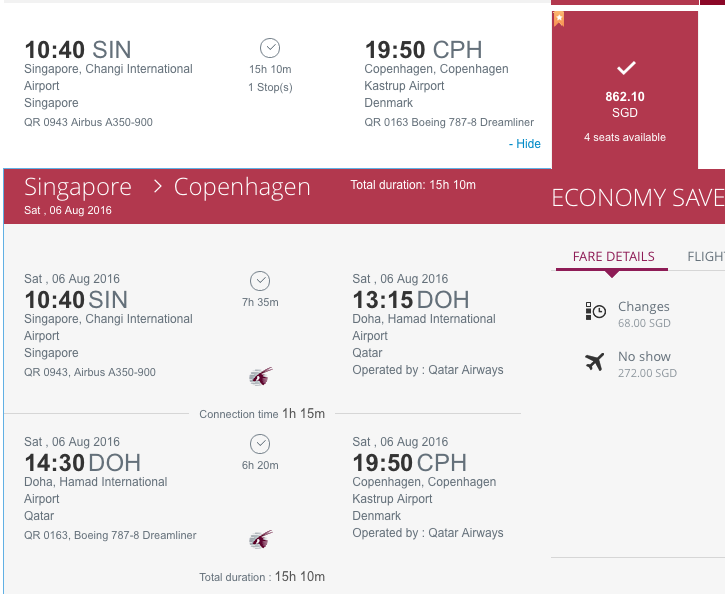 10:40 SIN
Singapore, Changi International
Airport
Singapore
QR 0943 Airbus A350-900
15h 10m
1 Stop(s)
19:50 CPH
Copenhagen, Copenhagen
Kastrup Airport
Denmark
QR 0163 Boeing 787-8 Dreamliner
- Hide
862.10
SGD
4 seats available
Singapore > Copenhagen
Sat , 06 Aug 2016
Total duration: 15h 10m
ECONOMY SAVE
FARE DETAILS
FLIGH
Changes
68.00 SGD
No show
272.00 SGD
Sat , 06 Aug 2016
10:40 SIN
Singapore, Changi International
Airport
Singapore
QR 0943, Airbus A350-900
7h 35m
Sat , 06 Aug 2016
13:15 DOH
Doha, Hamad International
Airport
Qatar
Operated by : Qatar Airways
Connection time 1h 15m
Sat , 06 Aug 2016
14:30 DOH
Doha, Hamad International
Airport
Qatar
QR 0163, Boeing 787-8 Dreamliner
6h 20m
Sat , 06 Aug 2016
19:50 CPH
Copenhagen, Copenhagen
Kastrup Airport
Denmark
Operated by : Qatar Airways
Total duration : 15h 10m